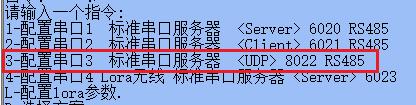 请输入一个指令:
1-配置串口1 标准串口服务器 <Server> 6020 RS485
2-配置串口2 标准串口服务器 <Client> 6021 RS485
3-配置串口3 标准串口服务器 <UDP> 8022 RS485
4-配置串口4 Lora无线 标准串口服务器 <Server> 6023
L-配置lora参数.